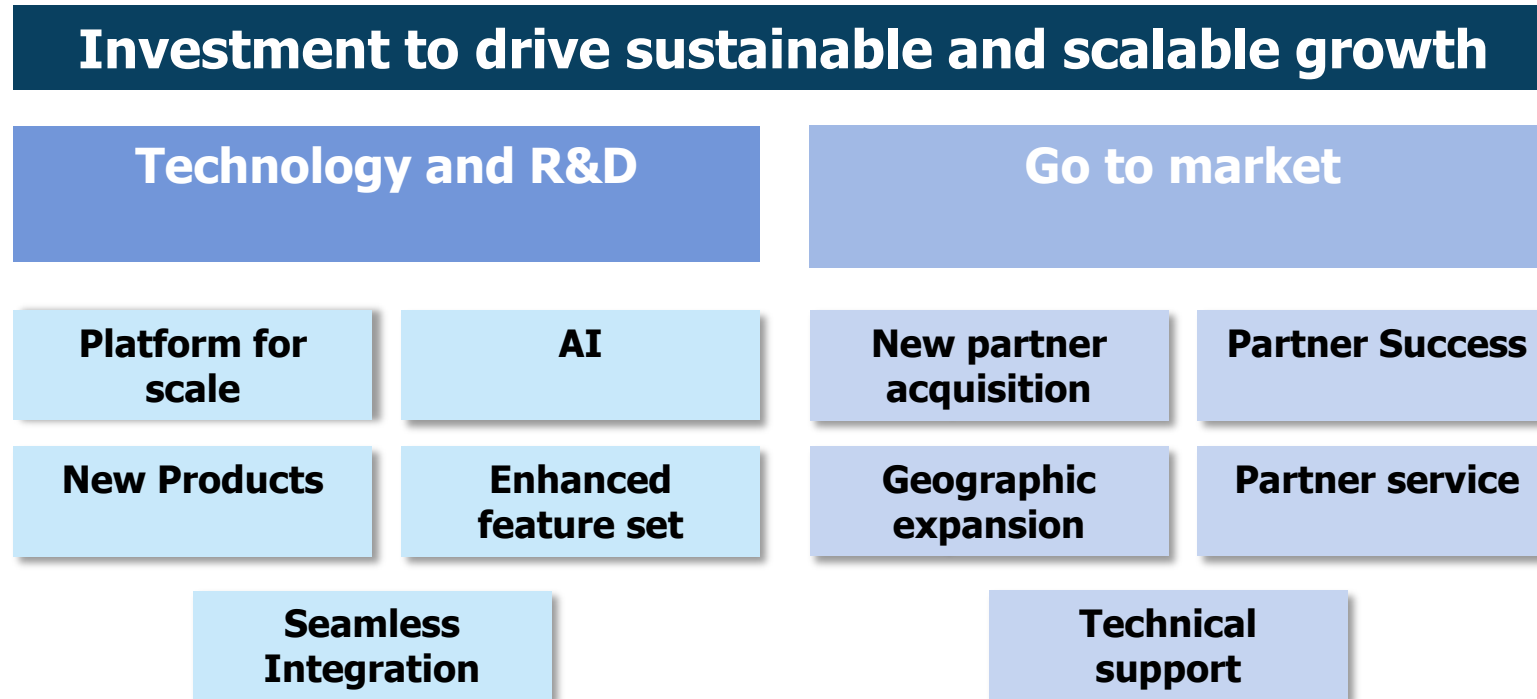 Investment to drive sustainable and scalable growth
Technology and R&D
Go to market
Platform for
scale
AI
New partner
acquisition
Partner Success
New Products
Enhanced
feature set
Geographic
expansion
Partner service
Seamless
Integration
Technical
support